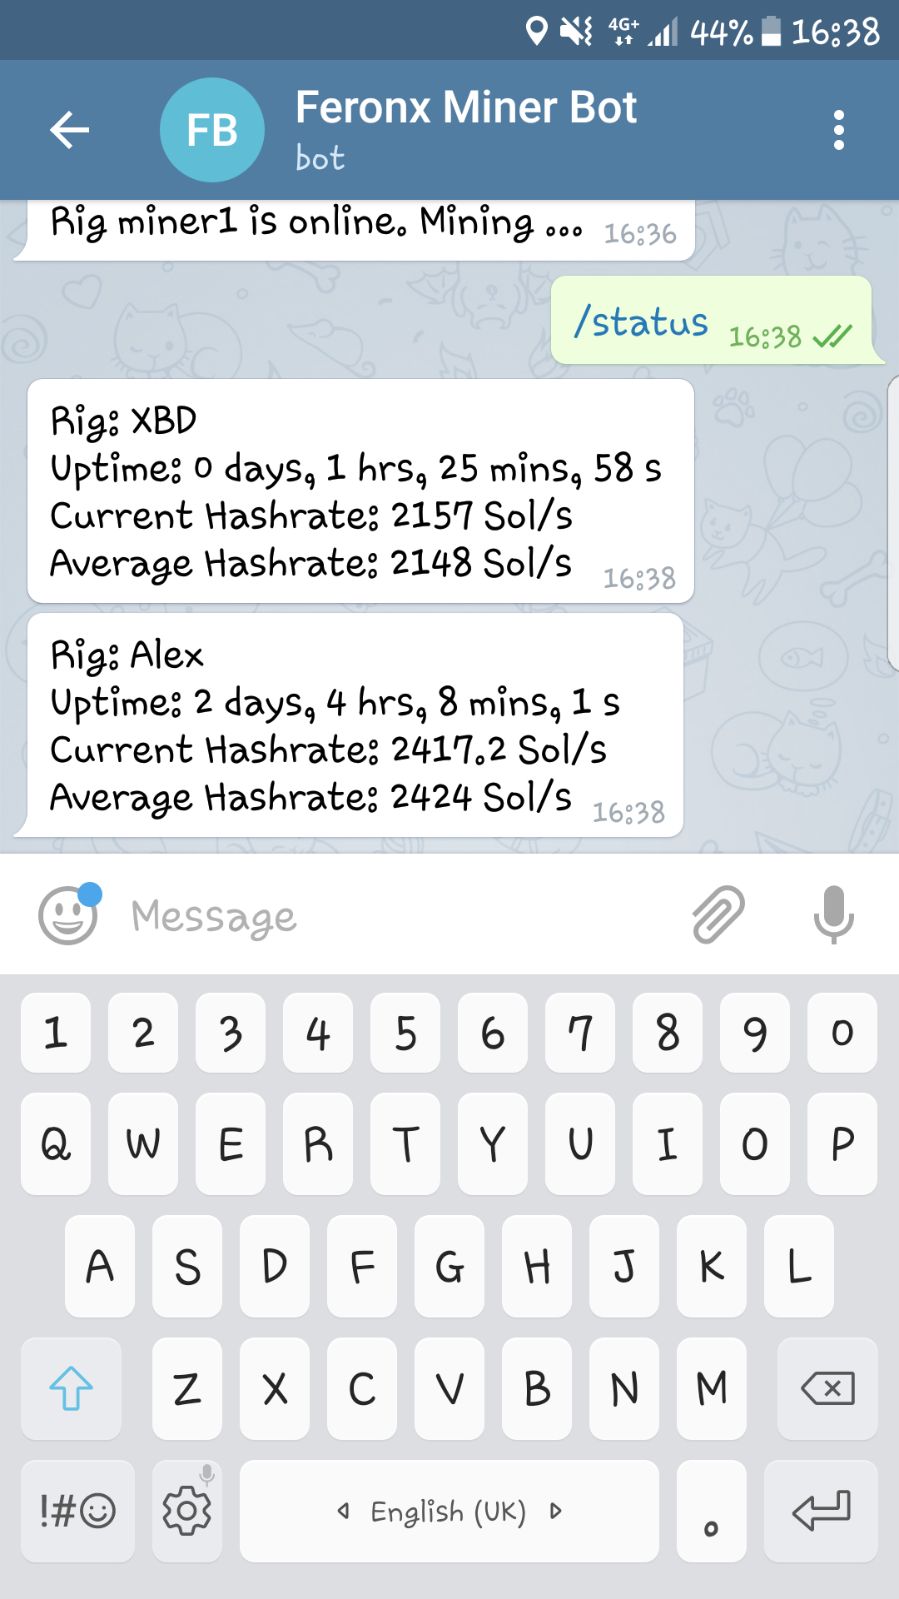 4G+ 44% 16:38
FB
Feronx Miner Bot
bot
Rig miner1 is online. Mining ... 16:36
/status 16:38
Rig: XBD
Uptime: 0 days, 1 hrs, 25 mins, 58 s
Current Hashrate: 2157 Sol/s
Average Hashrate: 2148 Sol/s 16:38
Rig: Alex
Uptime: 2 days, 4 hrs, 8 mins, 1 s
Current Hashrate: 2417.2 Sol/s
Average Hashrate: 2424 Sol/s 16:38
Message
1 2 3 4 5 6 7 8 9 0
Q W E R T Y U I O P
A S D F G H J K L
Z X C V B N M
!#☺ English (UK) .